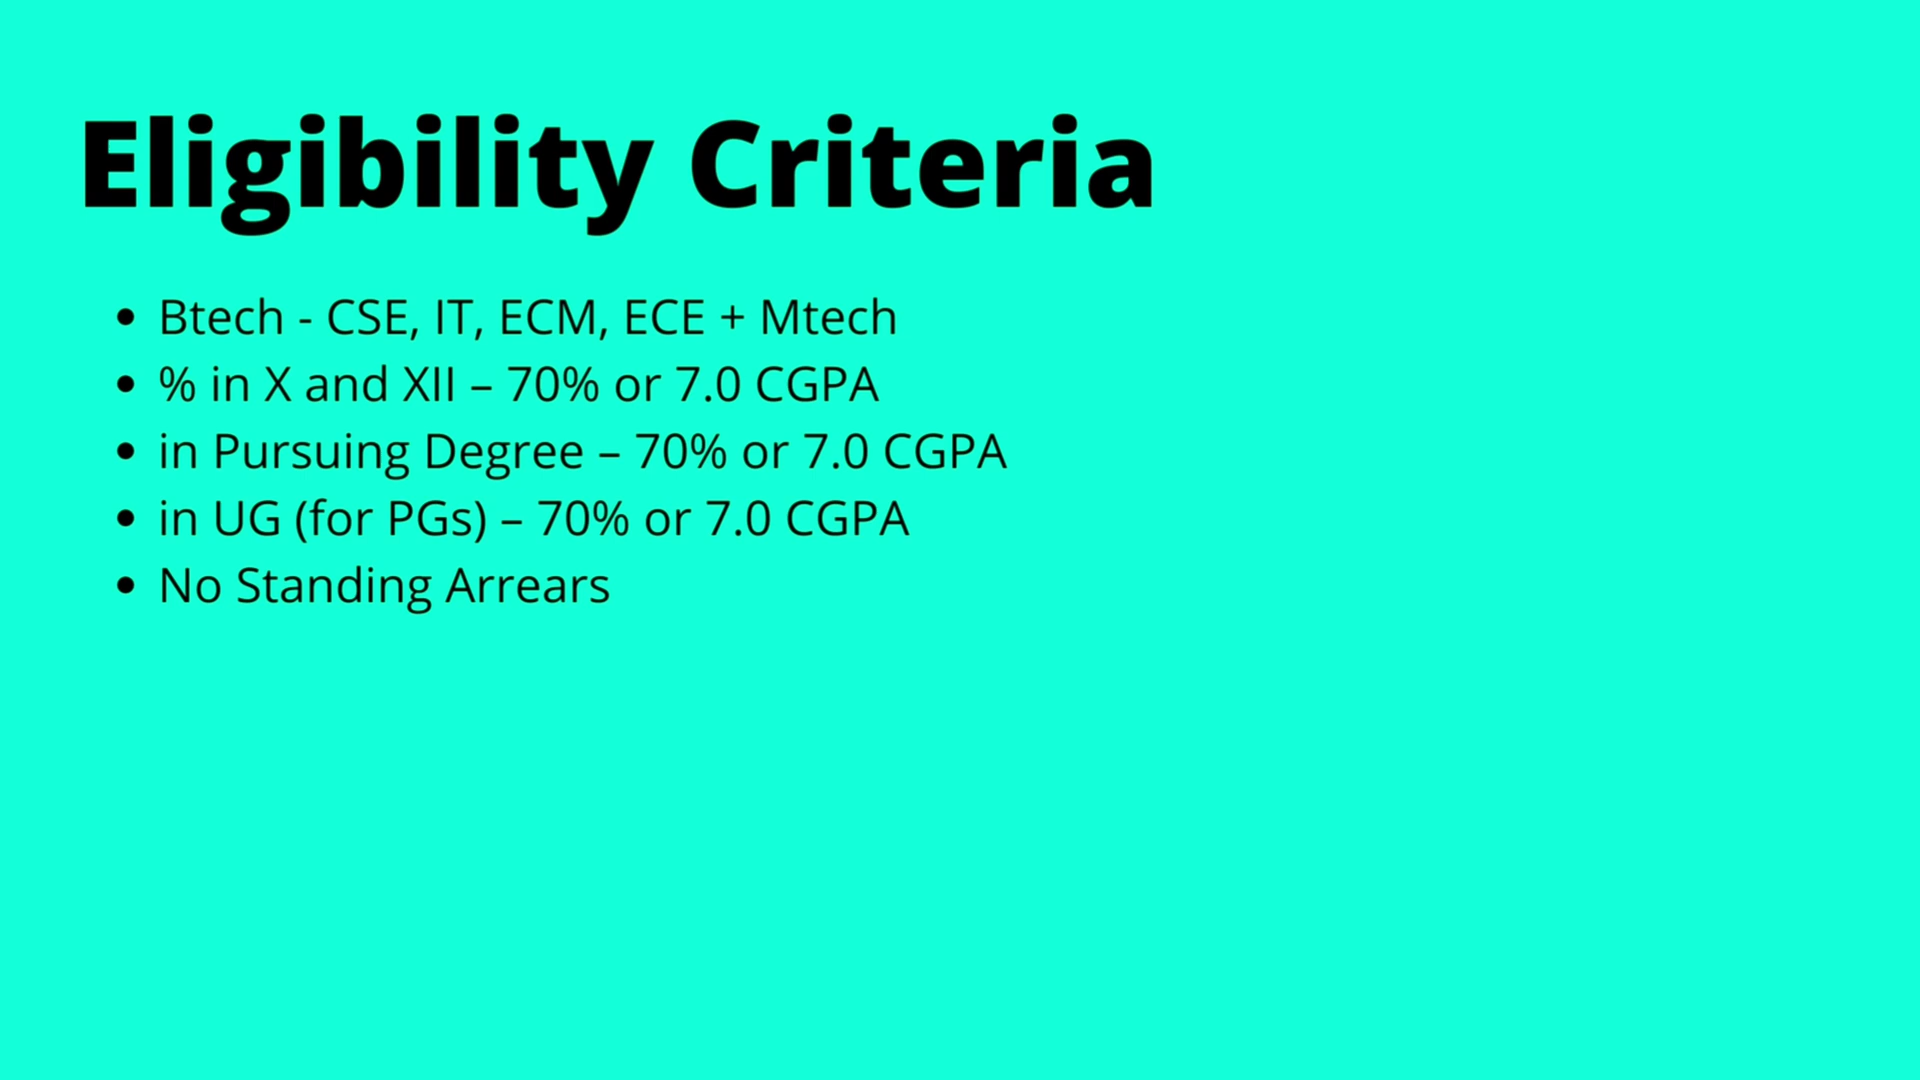 Eligibility Criteria
• Btech - CSE, IT, ECM, ECE + Mtech
• % in X and XII – 70% or 7.0 CGPA
• in Pursuing Degree – 70% or 7.0 CGPA
• in UG (for PGs) – 70% or 7.0 CGPA
• No Standing Arrears